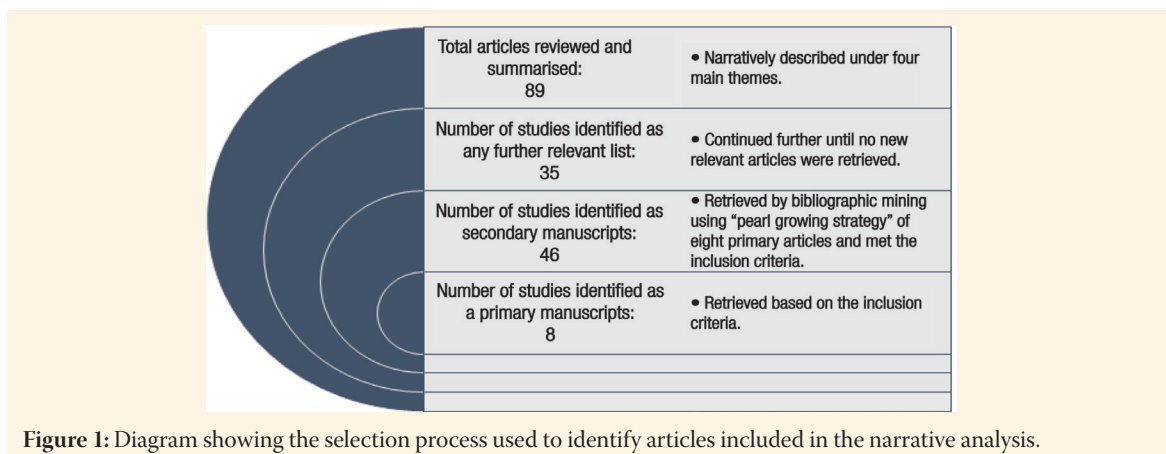 Total articles reviewed and
summarised:
89
• Narratively described under four
main themes.
Number of studies identified as
any further relevant list:
35
• Continued further until no new
relevant articles were retrieved.
Number of studies identified as
secondary manuscripts:
46
• Retrieved by bibliographic mining
using “pearl growing strategy” of
eight primary articles and met the
inclusion criteria.
Number of studies identified as
a primary manuscripts:
8
• Retrieved based on the inclusion
criteria.
Figure 1: Diagram showing the selection process used to identify articles included in the narrative analysis.